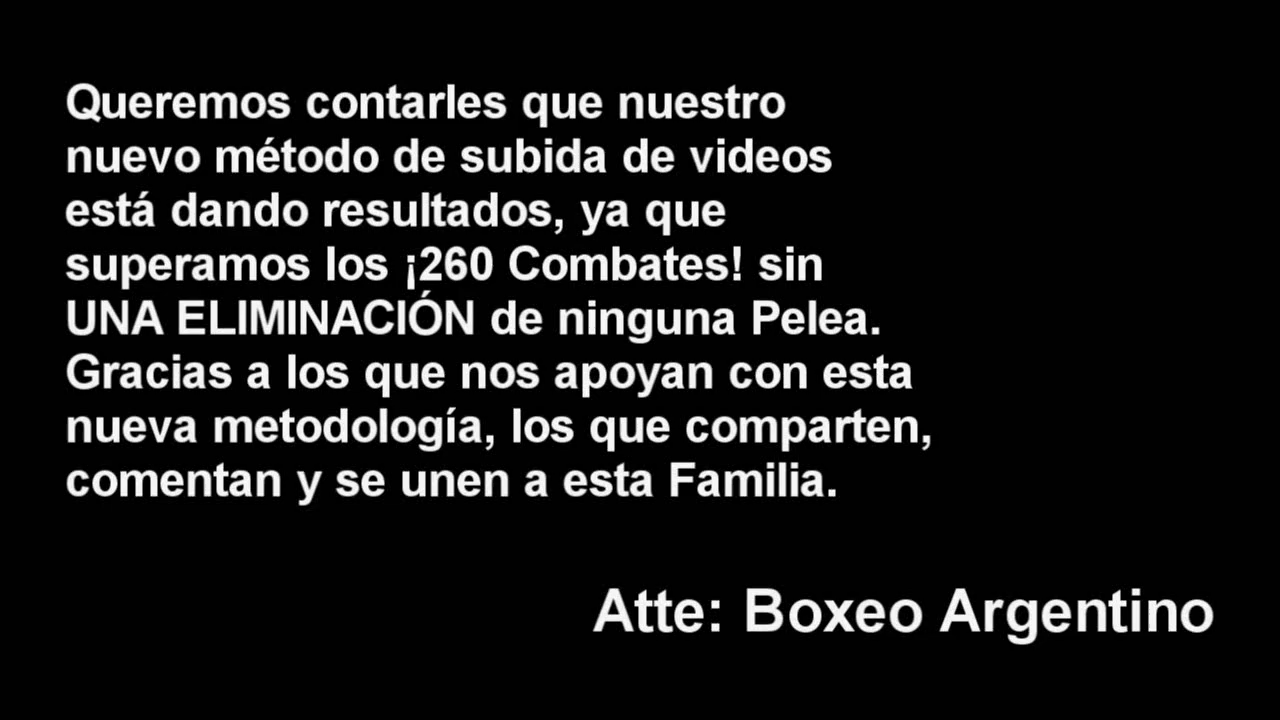 Queremos contarles que nuestro
nuevo método de subida de videos
está dando resultados, ya que
superamos los ¡260 Combates! sin
UNA ELIMINACIÓN de ninguna Pelea.
Gracias a los que nos apoyan con esta
nueva metodología, los que comparten,
comentan y se unen a esta Familia.
Atte: Boxeo Argentino